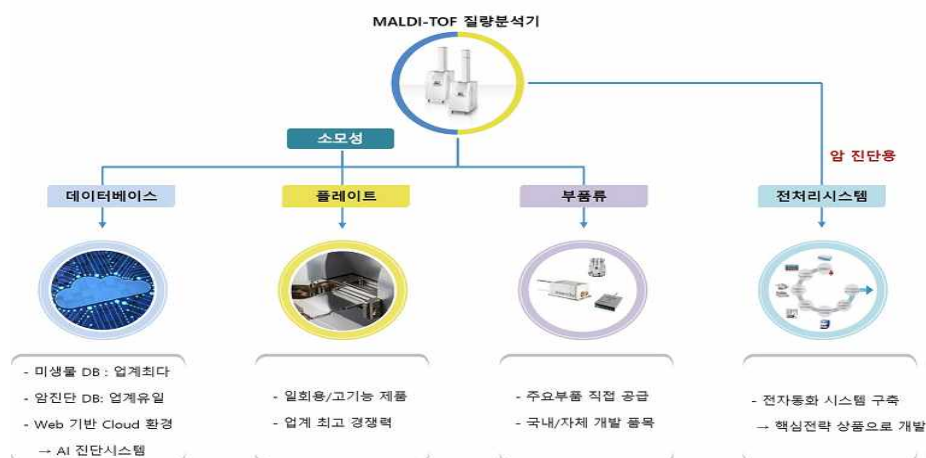 MALDI-TOF 질량분석기
소모성
암 진단용
데이터베이스
플레이트
부품류
전처리시스템
- 미생물 DB : 업계최다
- 암진단 DB: 업계유일
- Web 기반 Cloud 환경
→ AI 진단시스템
- 일회용/고기능 제품
- 업계 최고 경쟁력
- 주요부품 직접 공급
- 국내/자체 개발 품목
- 전자동화 시스템 구축
→ 핵심전략 상품으로 개발